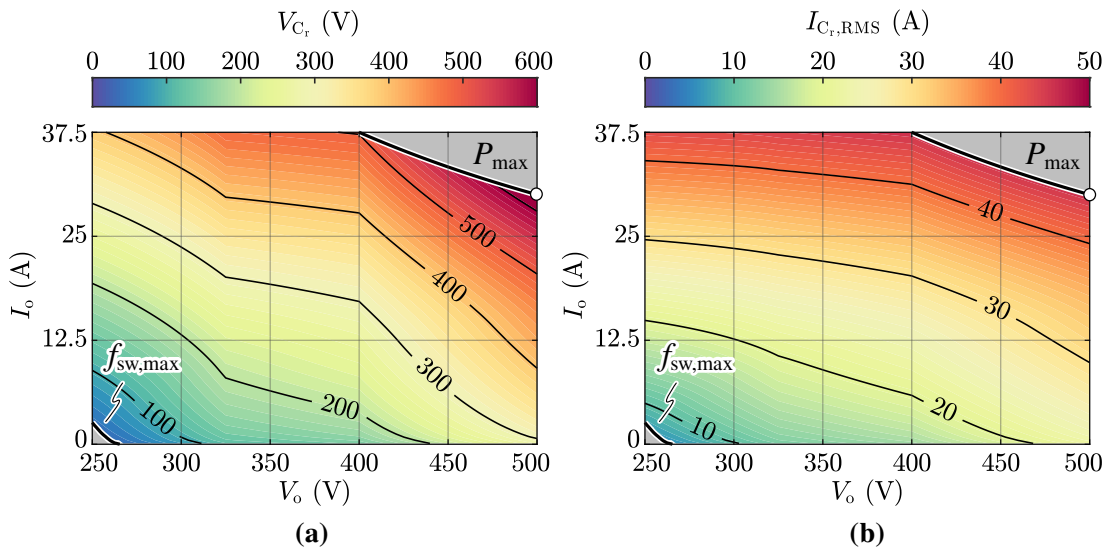 V_Cr (V)
0 100 200 300 400 500 600
37.5
25
12.5
0
I_o (A)
P_max
500
400
300
200
100
f_sw,max
250 300 350 400 450 500
V_o (V)
(a)
I_Cr,RMS (A)
0 10 20 30 40 50
37.5
25
12.5
0
I_o (A)
P_max
40
30
20
10
f_sw,max
250 300 350 400 450 500
V_o (V)
(b)